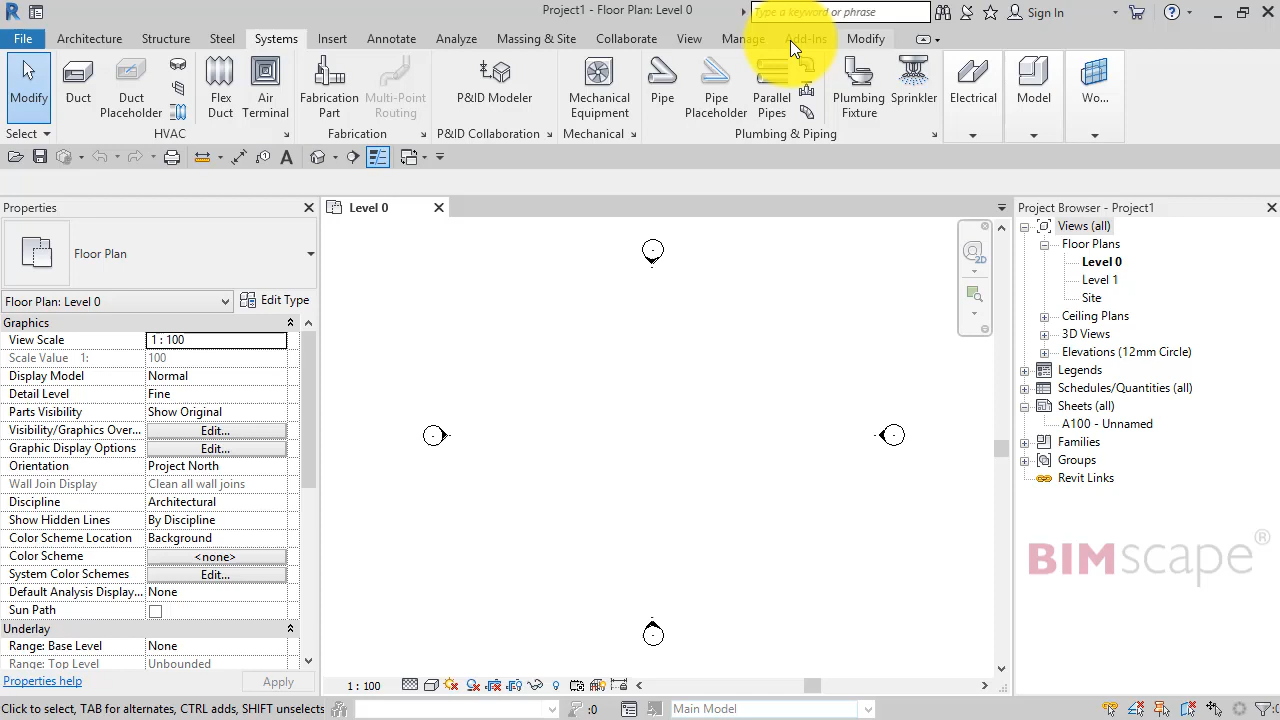 Project1 - Floor Plan: Level 0
Type a keyword or phrase
Sign In
File Architecture Structure Steel Systems Insert Annotate Analyze Massing & Site Collaborate View Manage Add-Ins Modify
Modify
Duct
Duct Placeholder
Flex Duct
Air Terminal
Fabrication Part
Multi-Point Routing
P&ID Modeler
Mechanical Equipment
Pipe
Pipe Placeholder
Parallel Pipes
Plumbing Fixture
Sprinkler
Electrical
Model
Wo...
Select
HVAC
Fabrication
P&ID Collaboration
Mechanical
Plumbing & Piping
Properties
Floor Plan
Floor Plan: Level 0
Edit Type
Graphics
View Scale 1 : 100
Scale Value 1: 100
Display Model Normal
Detail Level Fine
Parts Visibility Show Original
Visibility/Graphics Over... Edit...
Graphic Display Options Edit...
Orientation Project North
Wall Join Display Clean all wall joins
Discipline Architectural
Show Hidden Lines By Discipline
Color Scheme Location Background
Color Scheme <none>
System Color Schemes Edit...
Default Analysis Display... None
Sun Path
Underlay
Range: Base Level None
Range: Top Level Unbounded
Properties help
Apply
Level 0
2D
1 : 100
Project Browser - Project1
Views (all)
Floor Plans
Level 0
Level 1
Site
Ceiling Plans
3D Views
Elevations (12mm Circle)
Legends
Schedules/Quantities (all)
Sheets (all)
A100 - Unnamed
Families
Groups
Revit Links
BIMscape®
Click to select, TAB for alternates, CTRL adds, SHIFT unselects
:0
Main Model
:0